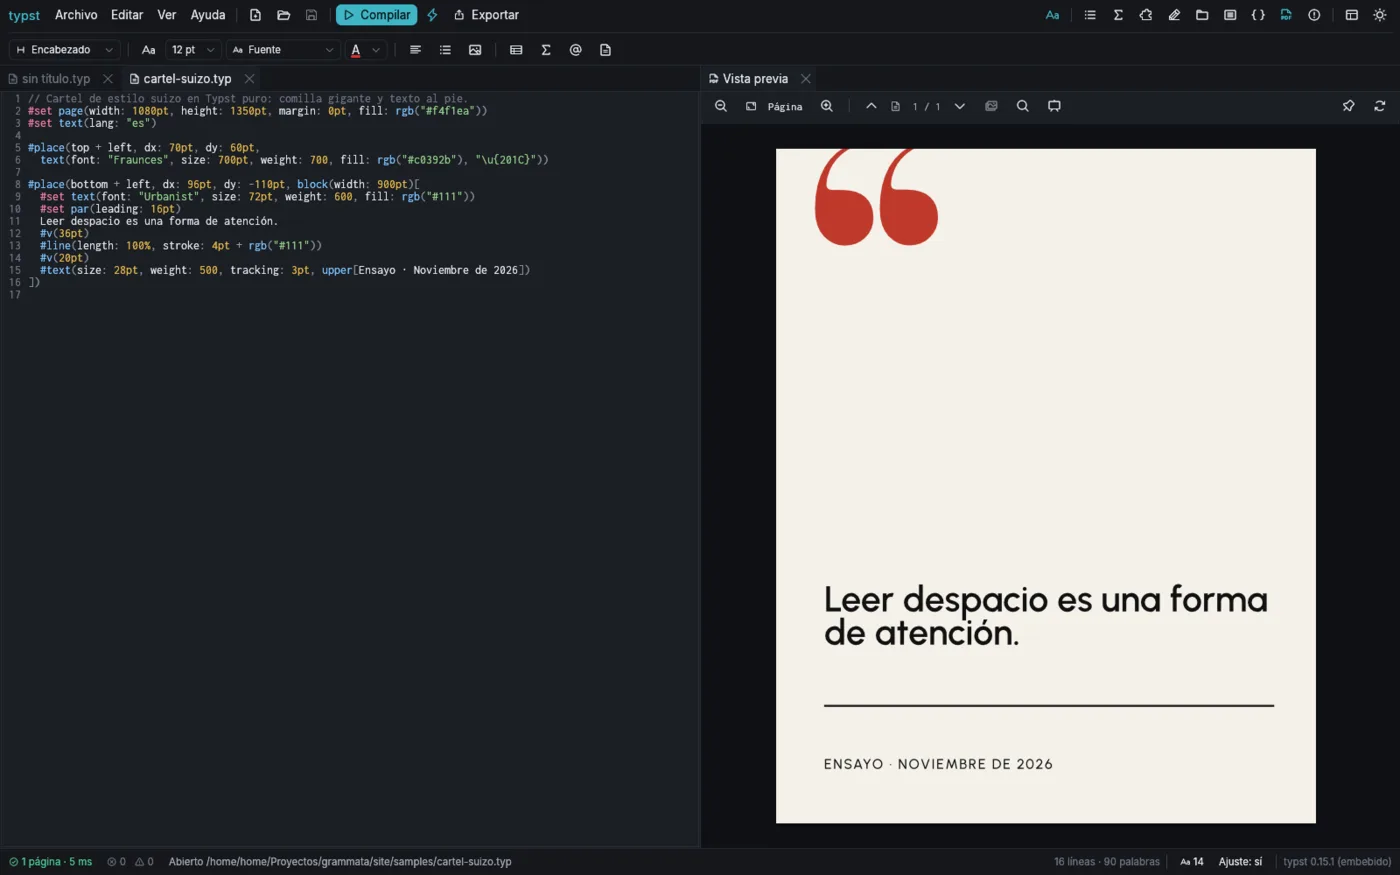 typst Archivo Editar Ver Ayuda Compilar Exportar Aa
H Encabezado Aa 12 pt Aa Fuente A
sin título.typ cartel-suizo.typ
1 // Cartel de estilo suizo en Typst puro: comilla gigante y texto al pie.
2 #set page(width: 1080pt, height: 1350pt, margin: 0pt, fill: rgb("#f4f1ea"))
3 #set text(lang: "es")
4
5 #place(top + left, dx: 70pt, dy: 60pt,
6   text(font: "Fraunces", size: 700pt, weight: 700, fill: rgb("#c0392b"), "\u{201C}"))
7
8 #place(bottom + left, dx: 96pt, dy: -110pt, block(width: 900pt)[
9   #set text(font: "Urbanist", size: 72pt, weight: 600, fill: rgb("#111"))
10   #set par(leading: 16pt)
11   Leer despacio es una forma de atención.
12   #v(36pt)
13   #line(length: 100%, stroke: 4pt + rgb("#111"))
14   #v(20pt)
15   #text(size: 28pt, weight: 500, tracking: 3pt, upper[Ensayo · Noviembre de 2026])
16 ])
17
Vista previa
Página 1 / 1
“
Leer despacio es una forma
de atención.
ENSAYO · NOVIEMBRE DE 2026
1 página · 5 ms 0 0 Abierto /home/home/Proyectos/grammata/site/samples/cartel-suizo.typ 16 líneas · 90 palabras Aa 14 Ajuste: sí typst 0.15.1 (embebido)